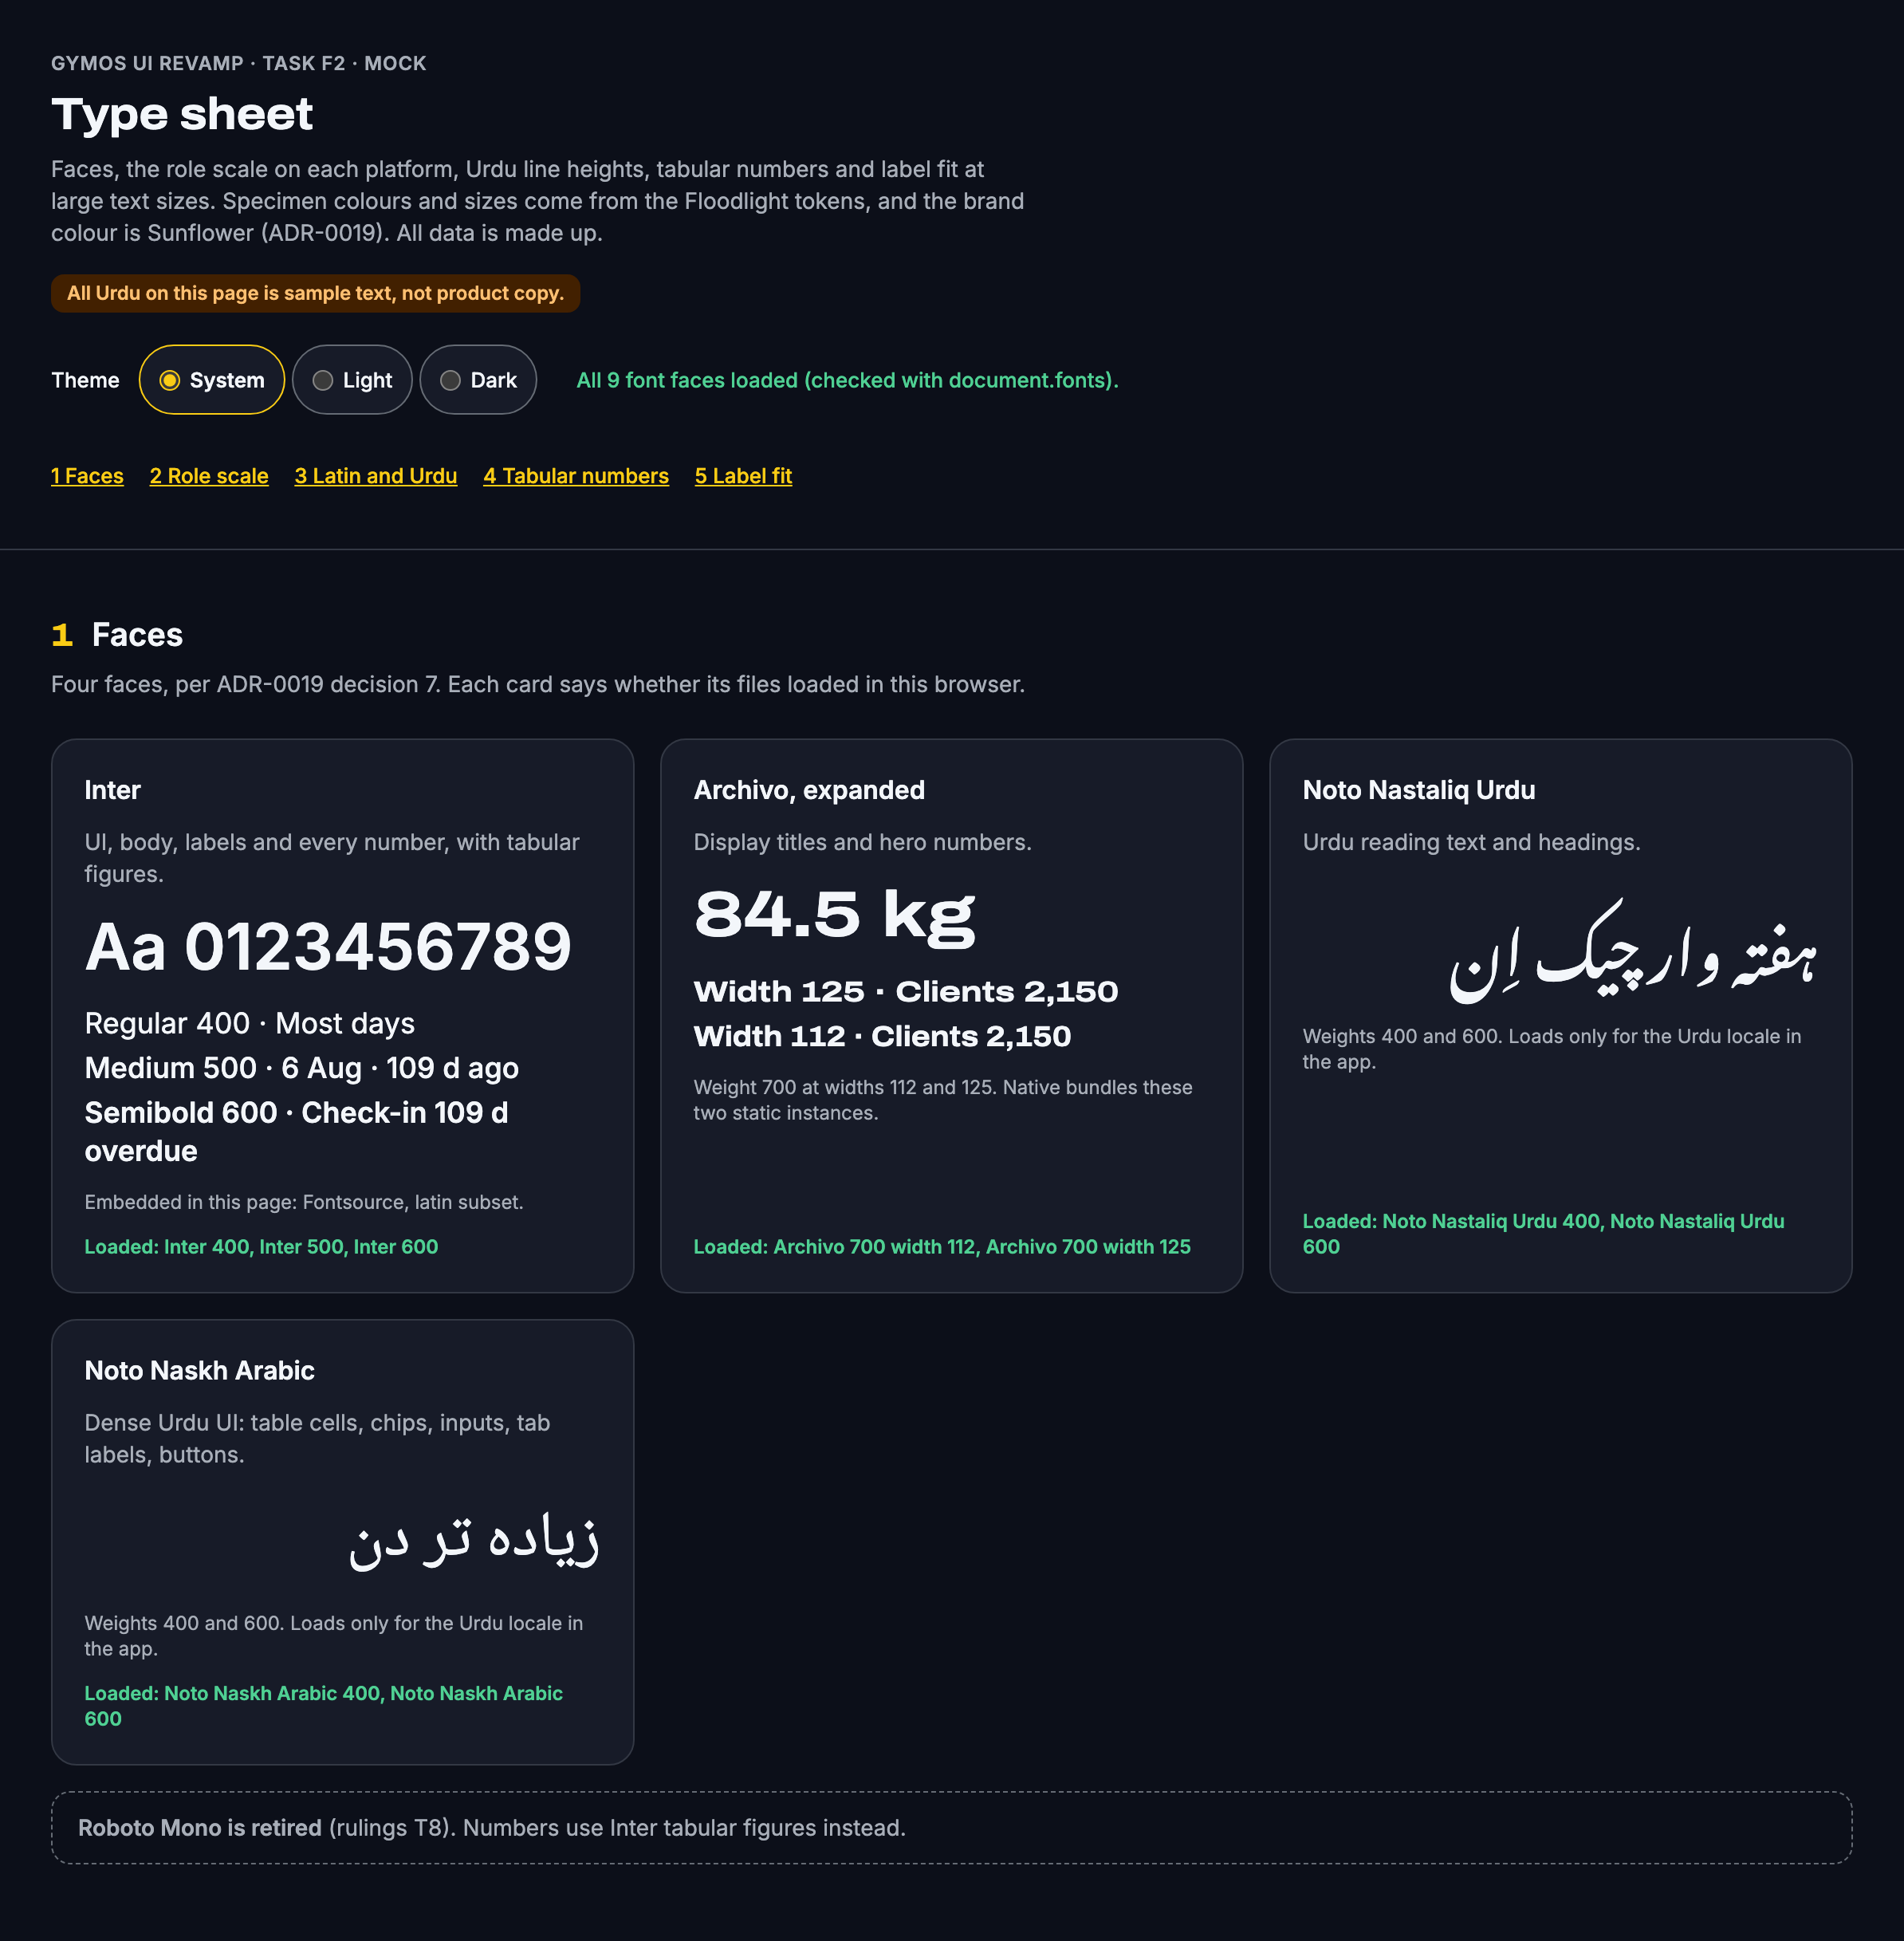 GYMOS UI REVAMP · TASK F2 · MOCK
Type sheet
Faces, the role scale on each platform, Urdu line heights, tabular numbers and label fit at
large text sizes. Specimen colours and sizes come from the Floodlight tokens, and the brand
colour is Sunflower (ADR-0019). All data is made up.
All Urdu on this page is sample text, not product copy.
Theme System Light Dark All 9 font faces loaded (checked with document.fonts).
1 Faces 2 Role scale 3 Latin and Urdu 4 Tabular numbers 5 Label fit
1 Faces
Four faces, per ADR-0019 decision 7. Each card says whether its files loaded in this browser.
Inter
UI, body, labels and every number, with tabular
figures.
Aa 0123456789
Regular 400 · Most days
Medium 500 · 6 Aug · 109 d ago
Semibold 600 · Check-in 109 d
overdue
Embedded in this page: Fontsource, latin subset.
Loaded: Inter 400, Inter 500, Inter 600
Archivo, expanded
Display titles and hero numbers.
84.5 kg
Width 125 · Clients 2,150
Width 112 · Clients 2,150
Weight 700 at widths 112 and 125. Native bundles these
two static instances.
Loaded: Archivo 700 width 112, Archivo 700 width 125
Noto Nastaliq Urdu
Urdu reading text and headings.
ہفتہ وار چیک اِن
Weights 400 and 600. Loads only for the Urdu locale in
the app.
Loaded: Noto Nastaliq Urdu 400, Noto Nastaliq Urdu
600
Noto Naskh Arabic
Dense Urdu UI: table cells, chips, inputs, tab
labels, buttons.
زیادہ تر دن
Weights 400 and 600. Loads only for the Urdu locale in
the app.
Loaded: Noto Naskh Arabic 400, Noto Naskh Arabic
600
Roboto Mono is retired (rulings T8). Numbers use Inter tabular figures instead.